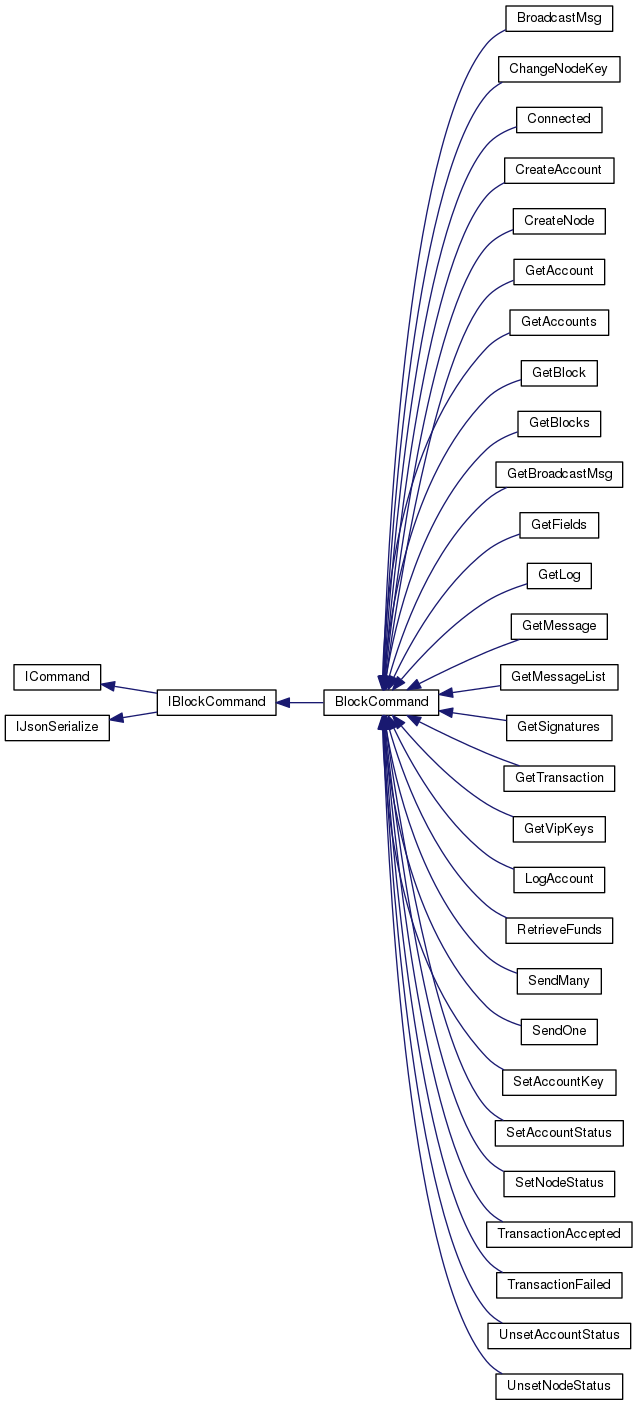 BroadcastMsg
ChangeNodeKey
Connected
CreateAccount
CreateNode
GetAccount
GetAccounts
GetBlock
GetBlocks
GetBroadcastMsg
GetFields
GetLog
GetMessage
ICommand
GetMessageList
IBlockCommand
BlockCommand
IJsonSerialize
GetSignatures
GetTransaction
GetVipKeys
LogAccount
RetrieveFunds
SendMany
SendOne
SetAccountKey
SetAccountStatus
SetNodeStatus
TransactionAccepted
TransactionFailed
UnsetAccountStatus
UnsetNodeStatus